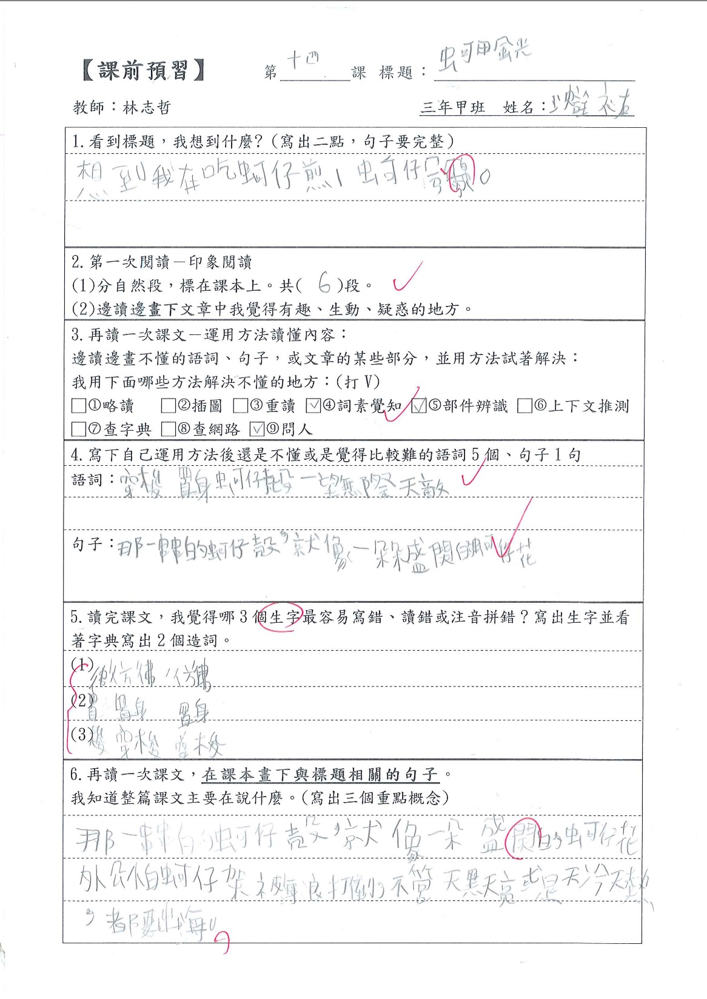 【課前預習】 第 十四 課 標題：蚵田金光
教師：林志哲 三年甲班 姓名：
1.看到標題，我想到什麼?(寫出二點，句子要完整)
想到我在吃蚵仔煎、蚵仔
2.第一次閱讀－印象閱讀
(1)分自然段，標在課本上。共( 6 )段。
(2)邊讀邊畫下文章中我覺得有趣、生動、疑惑的地方。
3.再讀一次課文－運用方法讀懂內容：
邊讀邊畫不懂的語詞、句子，或文章的某些部分，並用方法試著解決：
我用下面哪些方法解決不懂的地方：(打 V)
□①略讀 □②插圖 □③重讀 ☑④詞素覺知 ☑⑤部件辨識 □⑥上下文推測
□⑦查字典 □⑧查網路 ☑⑨問人
4.寫下自己運用方法後還是不懂或是覺得比較難的語詞 5 個、句子 1 句
語詞：穿梭 置身 蚵仔殼 一望無際 天敵
句子：那一串串的蚵仔殼，就像一朵朵盛開的蚵仔花
5.讀完課文，我覺得哪 3 個生字最容易寫錯、讀錯或注音拼錯？寫出生字並看
著字典寫出 2 個造詞。
(1) 彿
(2) 置 置身 置身
(3) 梭 穿梭 穿梭
6.再讀一次課文，在課本畫下與標題相關的句子。
我知道整篇課文主要在說什麼。(寫出三個重點概念)
那一串串的蚵仔殼，就像一朵盛開的蚵仔花
外公怕蚵仔架被海浪打倒，不管天黑天亮或是天冷天熱
，都要出海。